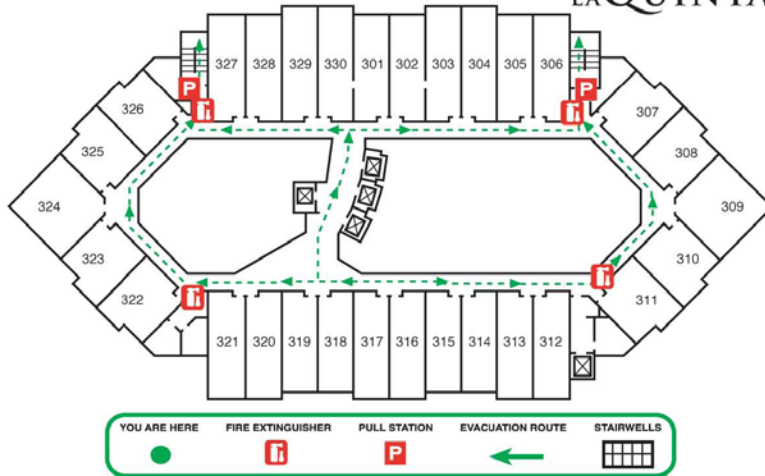 LA QUINTA
327 328 329 330 301 302 303 304 305 306
P P
326 307
325 308
324 309
323 310
322 311
321 320 319 318 317 316 315 314 313 312
YOU ARE HERE FIRE EXTINGUISHER PULL STATION EVACUATION ROUTE STAIRWELLS
P